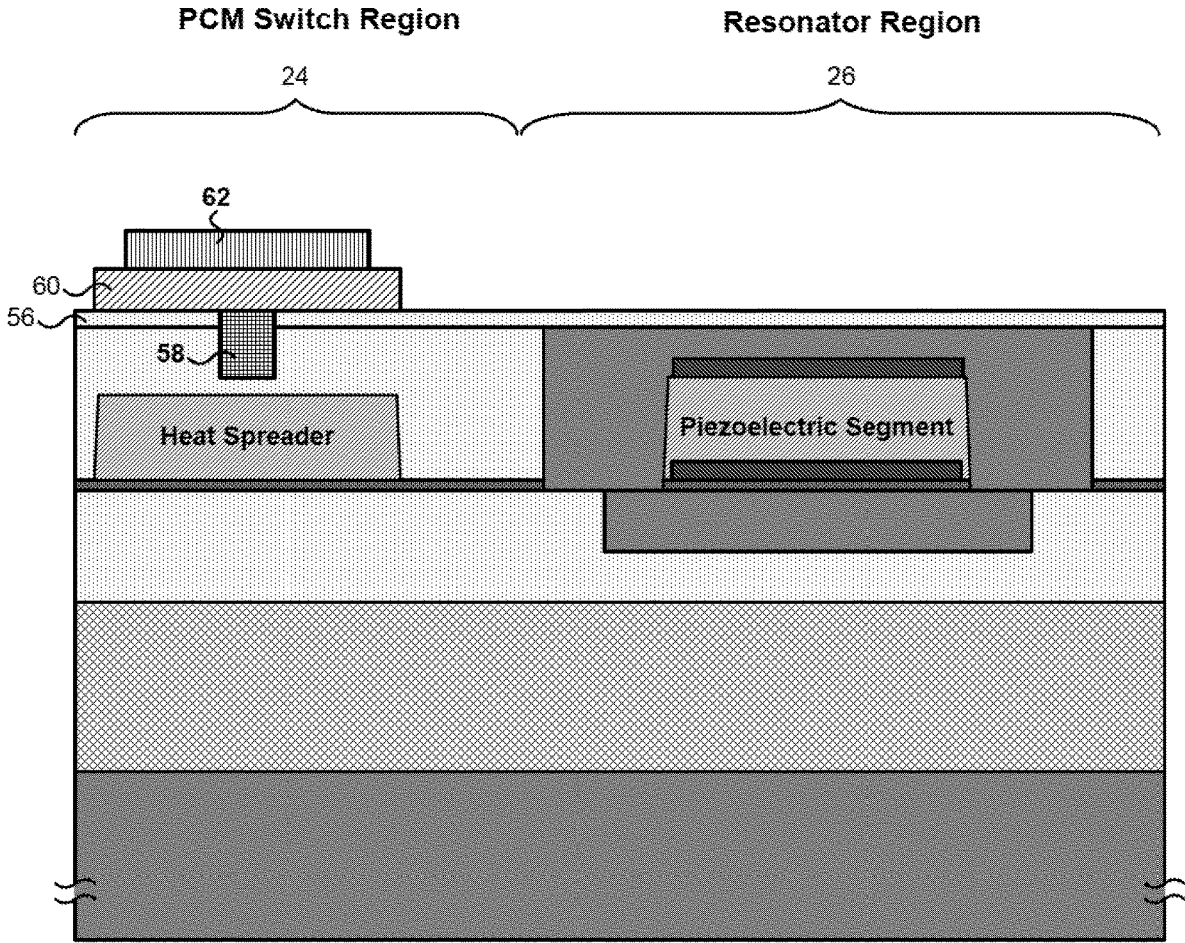 PCM Switch Region
Resonator Region
24
26
62
60
56
58
Heat Spreader
Piezoelectric Segment